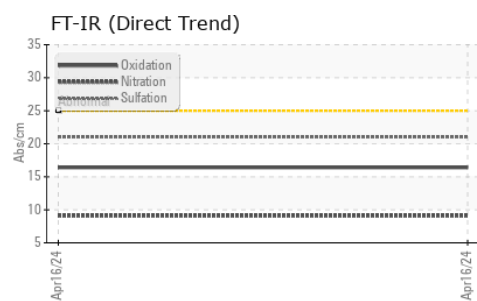 FT-IR (Direct Trend)
35
Oxidation
30
Nitration
Abnormal
Sulfation
25
20
15
10
5
Abs/cm
Apr16/24
Apr16/24